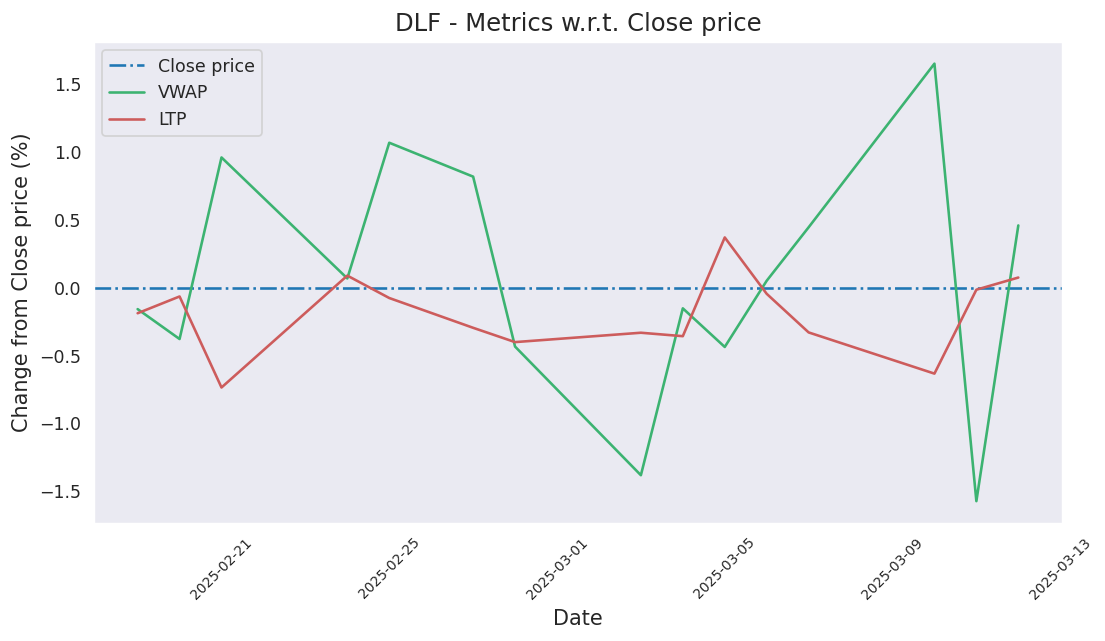 DLF - Metrics w.r.t. Close price
Close price
VWAP
LTP
Change from Close price (%)
1.5
1.0
0.5
0.0
−0.5
−1.0
−1.5
2025-02-21
2025-02-25
2025-03-01
2025-03-05
2025-03-09
2025-03-13
Date